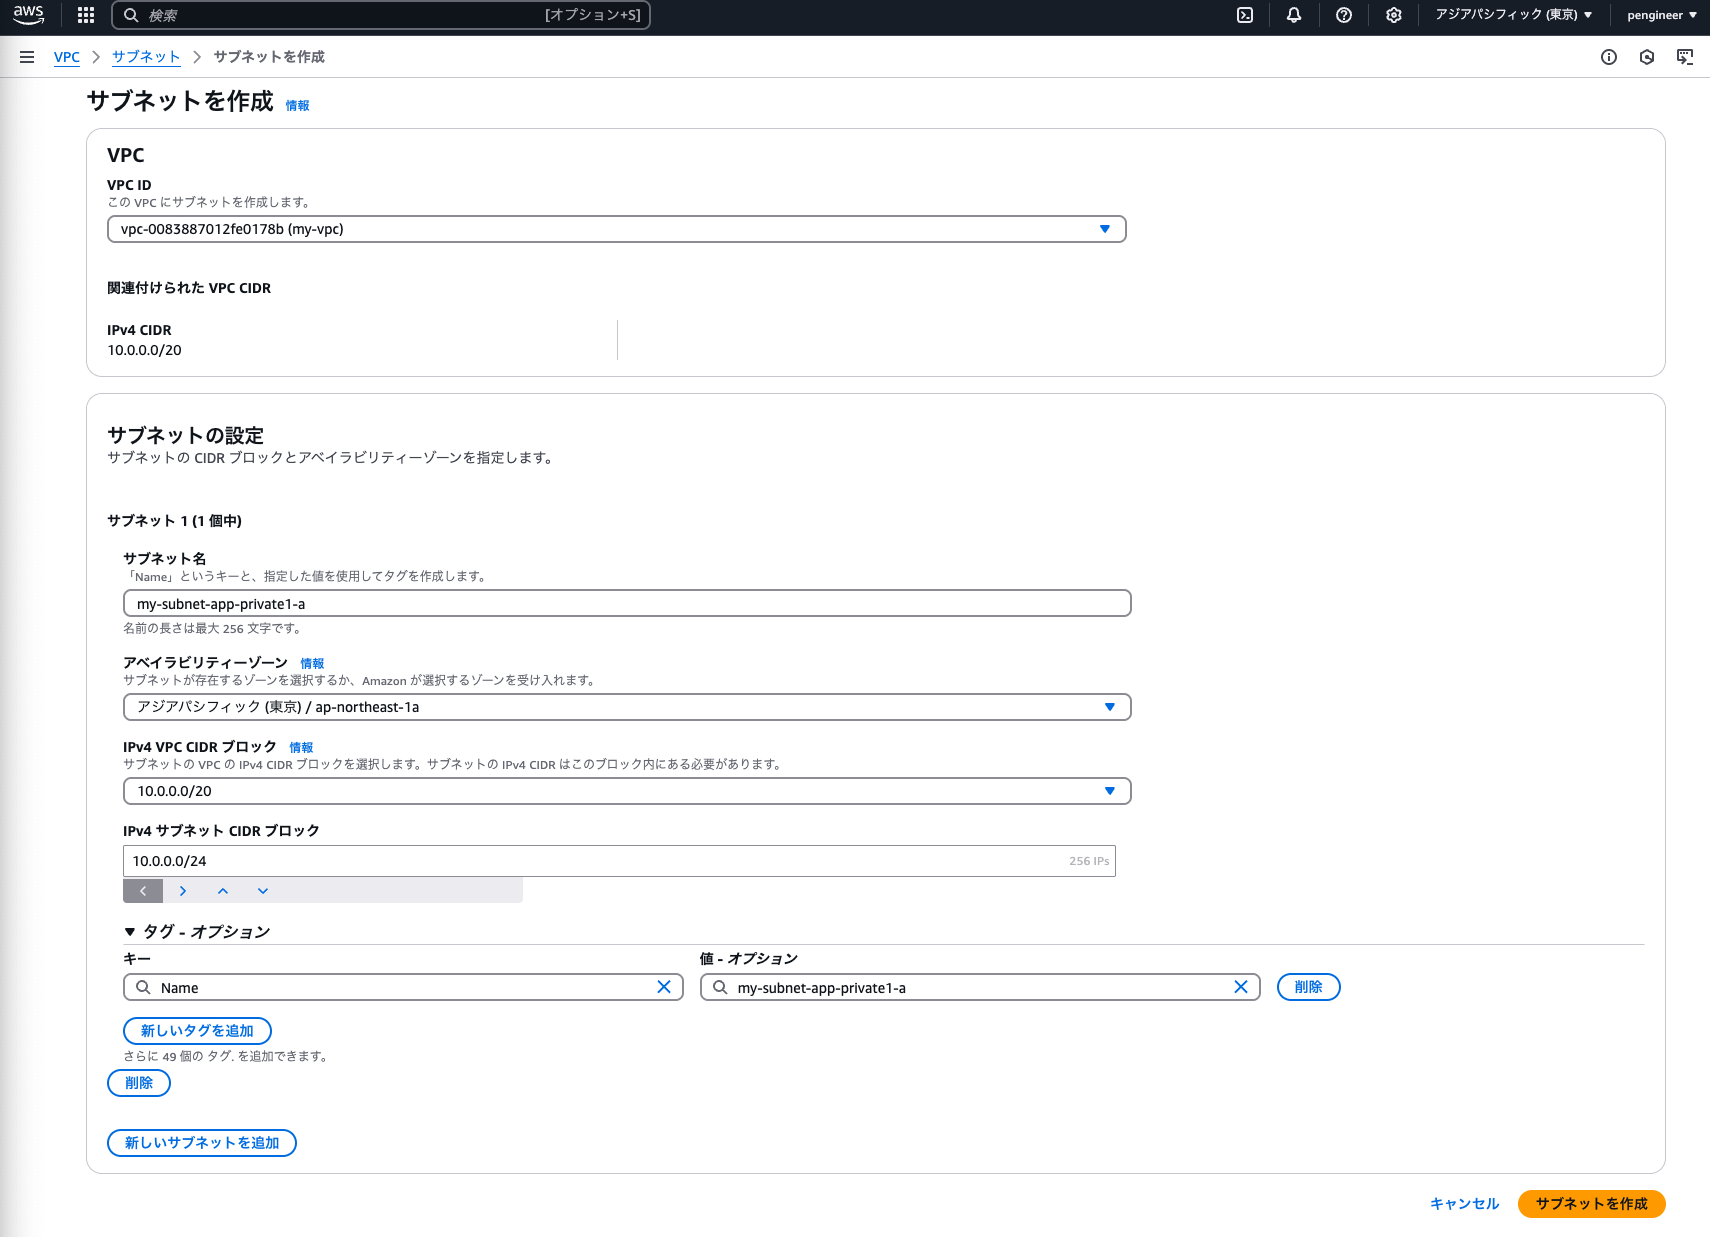 aws
検索
[オプション+S]
アジアパシフィック (東京) ▼
pengineer ▼
VPC
サブネット
サブネットを作成
サブネットを作成 情報
VPC
VPC ID
この VPC にサブネットを作成します。
vpc-0083887012fe0178b (my-vpc)
関連付けられた VPC CIDR
IPv4 CIDR
10.0.0.0/20
サブネットの設定
サブネットの CIDR ブロックとアベイラビリティーゾーンを指定します。
サブネット 1 (1 個中)
サブネット名
「Name」というキーと、指定した値を使用してタグを作成します。
my-subnet-app-private1-a
名前の長さは最大 256 文字です。
アベイラビリティーゾーン 情報
サブネットが存在するゾーンを選択するか、Amazon が選択するゾーンを受け入れます。
アジアパシフィック (東京) / ap-northeast-1a
IPv4 VPC CIDR ブロック 情報
サブネットの VPC の IPv4 CIDR ブロックを選択します。サブネットの IPv4 CIDR はこのブロック内にある必要があります。
10.0.0.0/20
IPv4 サブネット CIDR ブロック
10.0.0.0/24 256 IPs
▼ タグ - オプション
キー
値 - オプション
Name
my-subnet-app-private1-a
削除
新しいタグを追加
さらに 49 個の タグ. を追加できます。
削除
新しいサブネットを追加
キャンセル
サブネットを作成